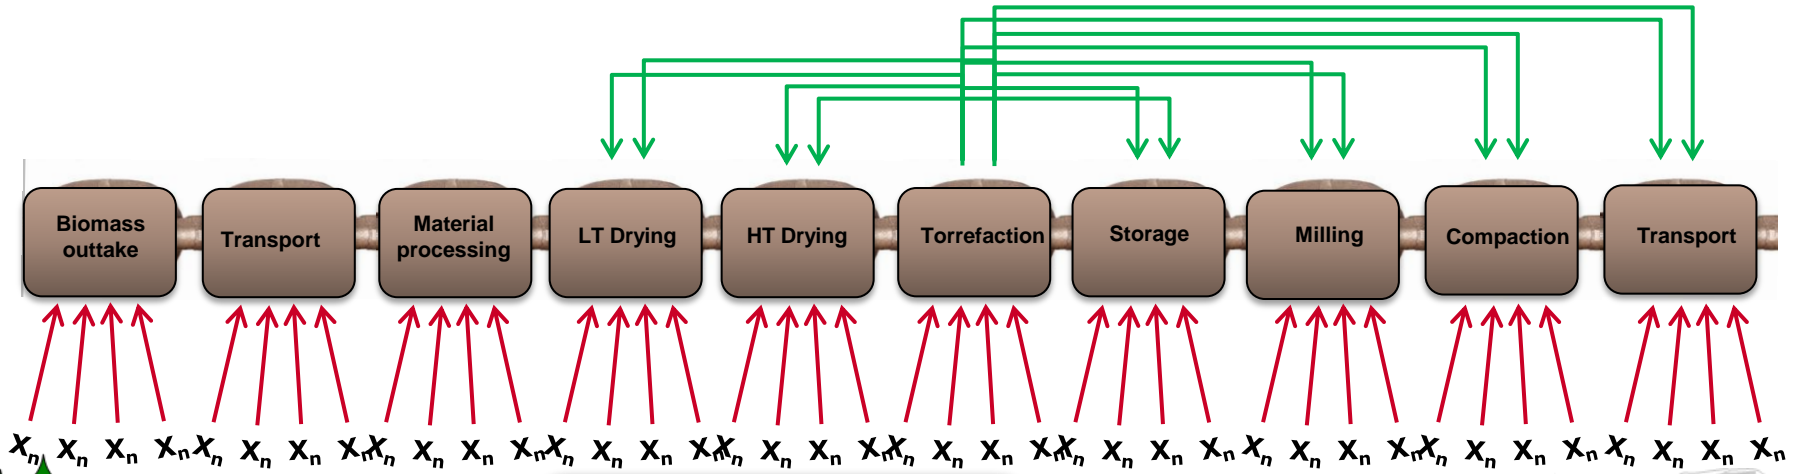 Biomass
outtake
Transport
Material
processing
LT Drying
HT Drying
Torrefaction
Storage
Milling
Compaction
Transport
Xn Xn Xn Xn Xn Xn Xn Xn Xn Xn Xn Xn Xn Xn Xn Xn Xn Xn Xn Xn Xn Xn Xn Xn Xn Xn Xn Xn Xn Xn Xn Xn Xn Xn Xn Xn Xn Xn Xn Xn